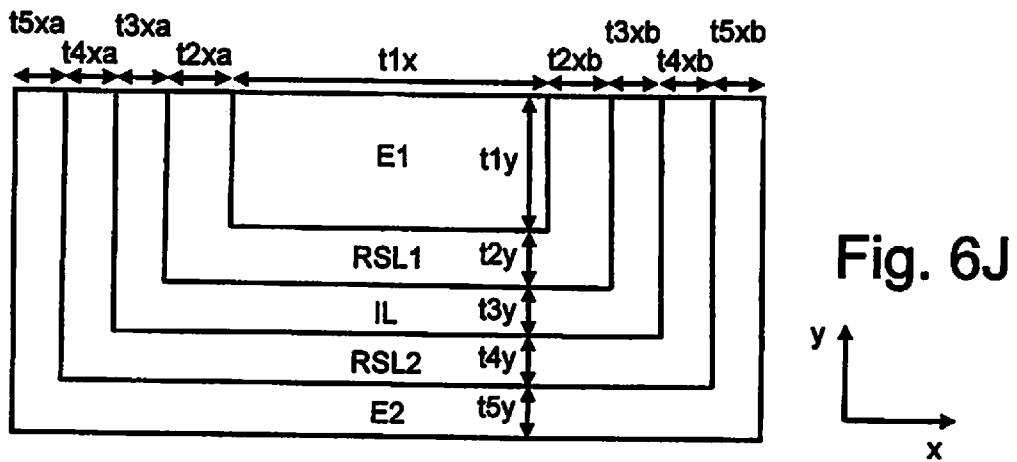 t5xa t4xa t3xa t2xa t1x t2xb t3xb t4xb t5xb
E1 t1y
RSL1 t2y
IL t3y
RSL2 t4y
E2 t5y
Fig. 6J
y
x